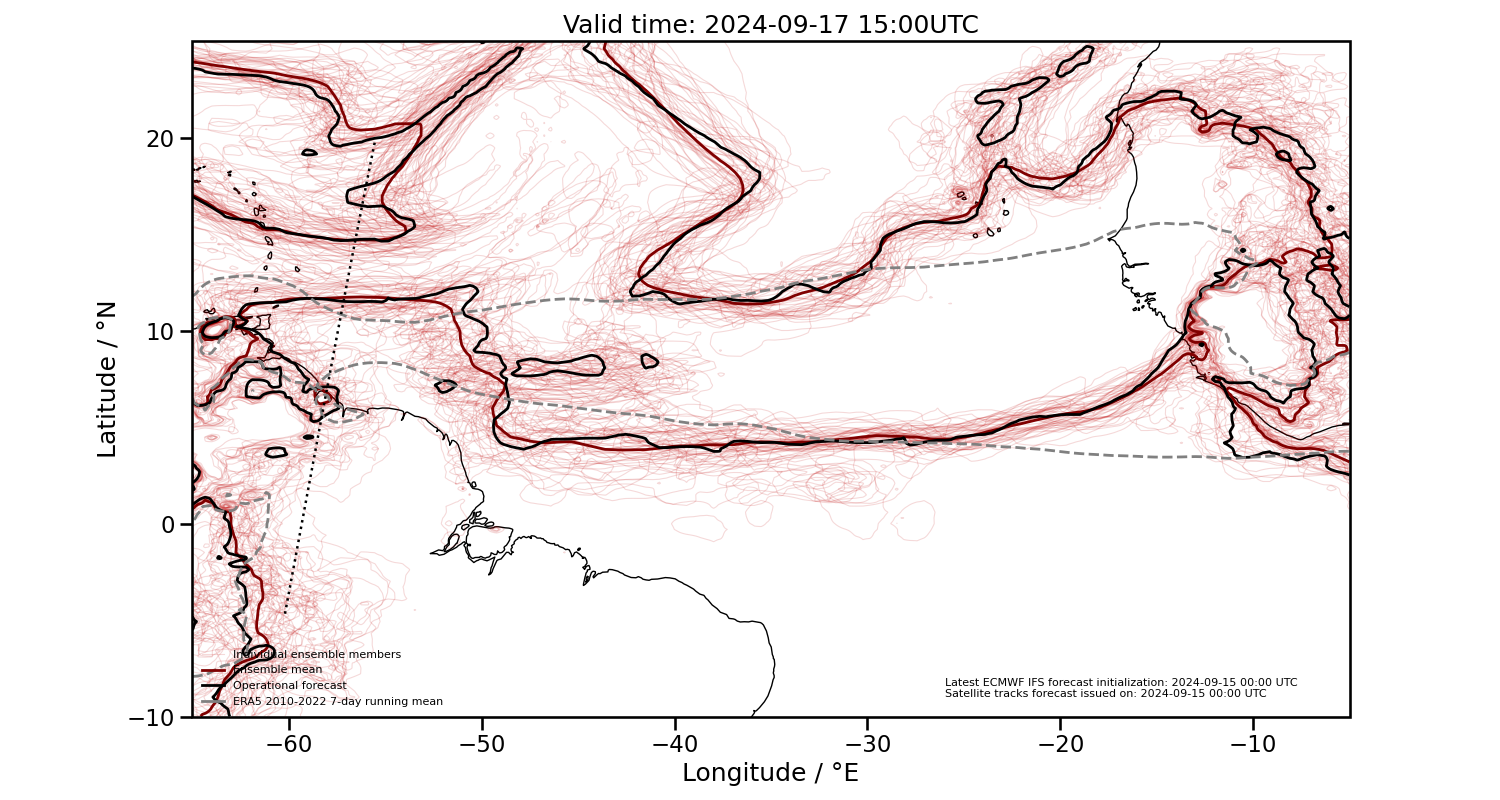 Valid time: 2024-09-17 15:00UTC
20
10
0
−10
Latitude / °N
Individual ensemble members
Ensemble mean
Operational forecast
ERA5 2010-2022 7-day running mean
Latest ECMWF IFS forecast initialization: 2024-09-15 00:00 UTC
Satellite tracks forecast issued on: 2024-09-15 00:00 UTC
−60
−50
−40
−30
−20
−10
Longitude / °E